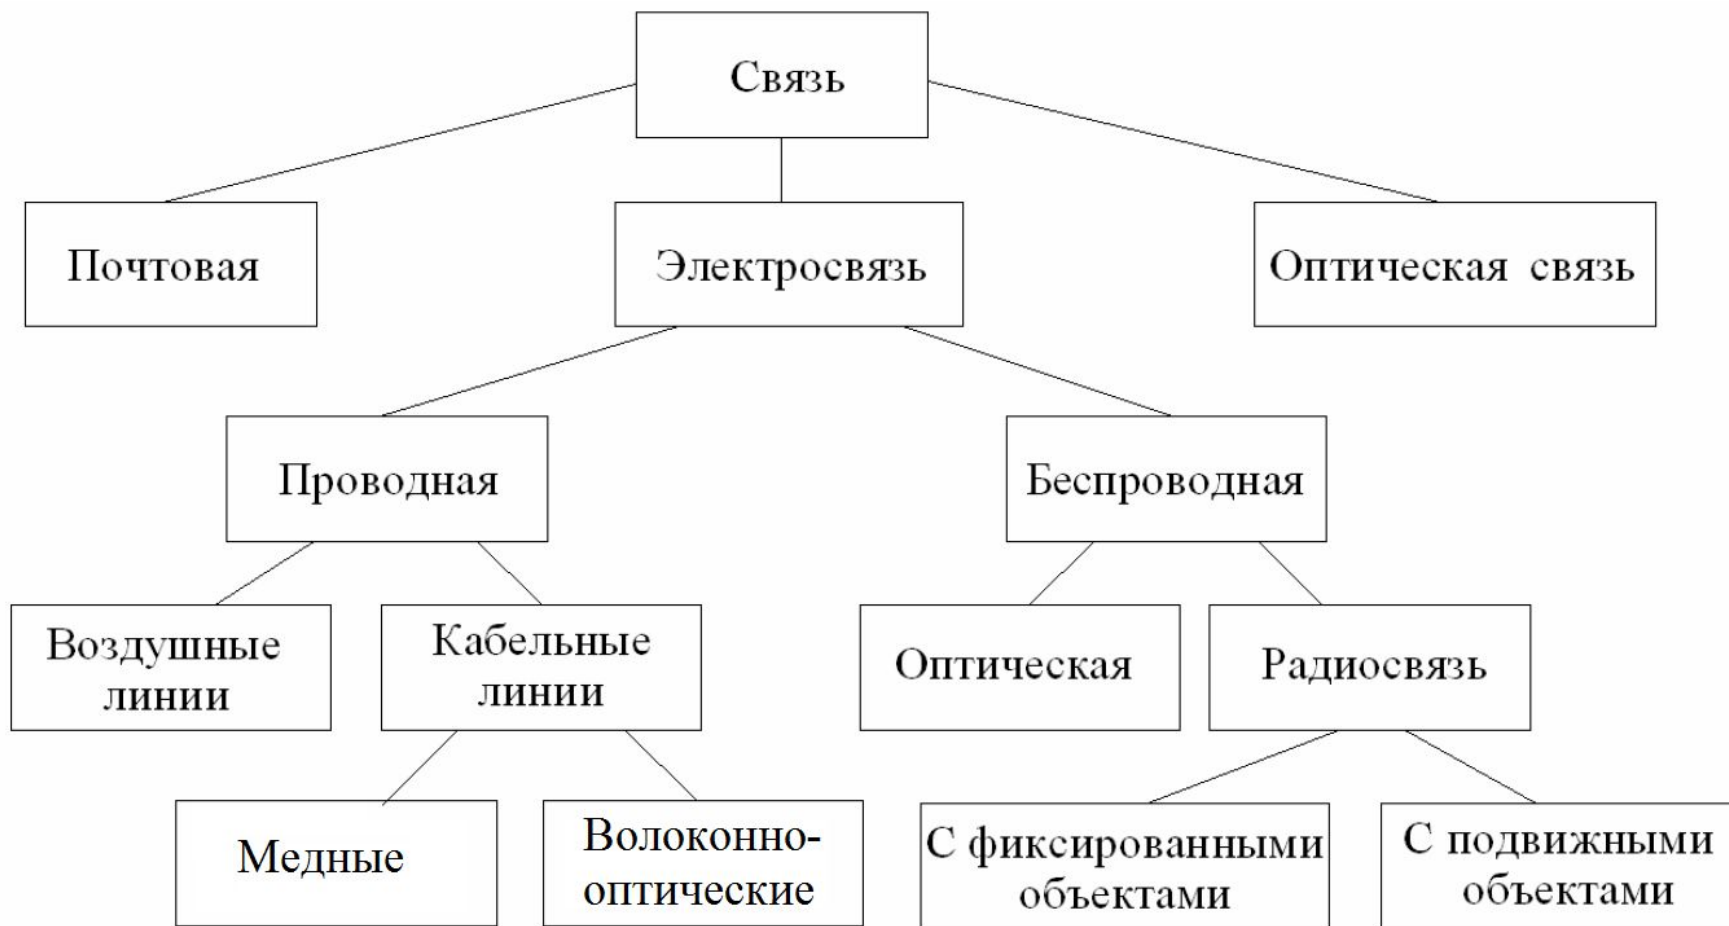 Связь
Почтовая
Электросвязь
Оптическая связь
Проводная
Беспроводная
Воздушные
линии
Кабельные
линии
Оптическая
Радиосвязь
Медные
Волоконно-
оптические
С фиксированными
объектами
С подвижными
объектами